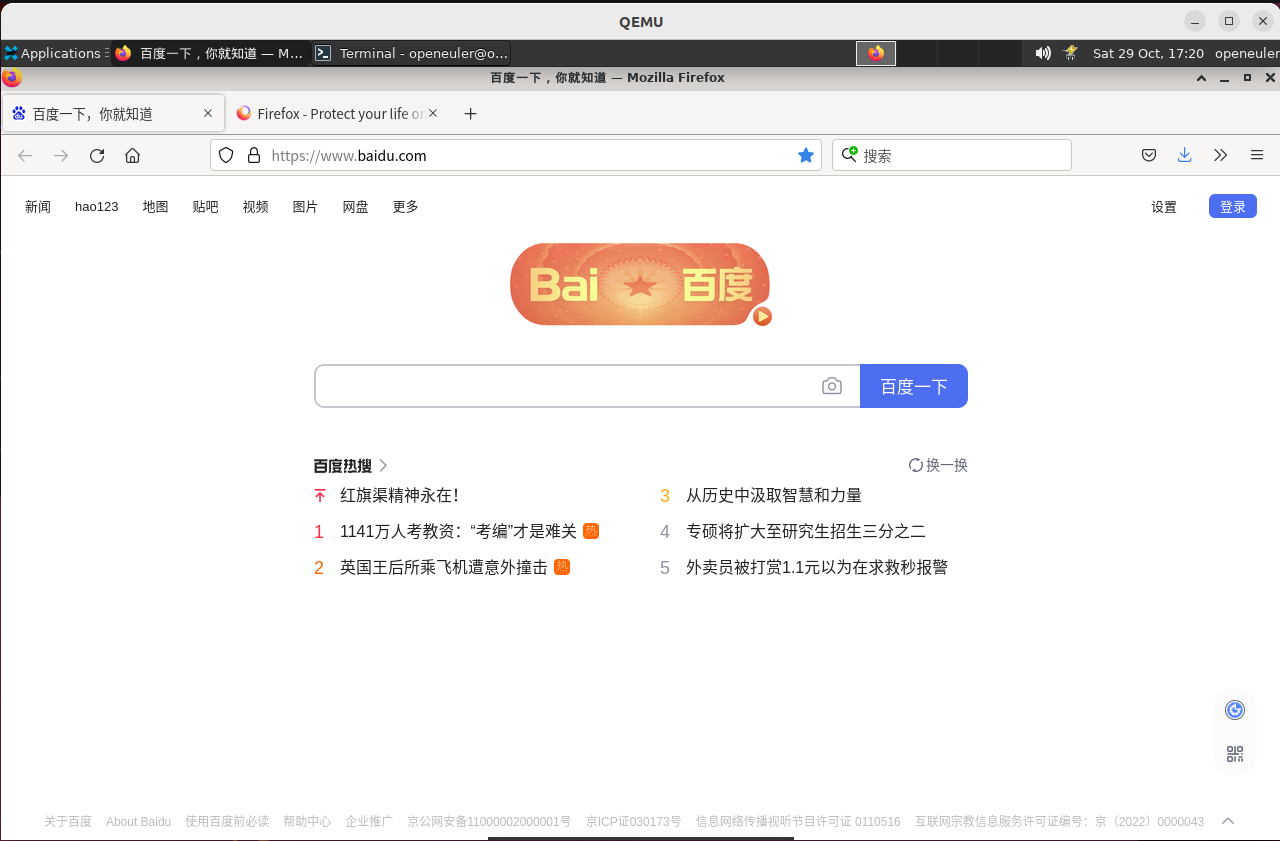 QEMU
Applications 百度一下，你就知道 — M... Terminal - openeuler@o... Sat 29 Oct, 17:20 openeuler
百度一下，你就知道 — Mozilla Firefox
百度一下，你就知道 Firefox - Protect your life on
https://www.baidu.com 搜索
新闻 hao123 地图 贴吧 视频 图片 网盘 更多 设置 登录
Bai 百度
百度一下
百度热搜 换一换
红旗渠精神永在！
1 1141万人考教资：“考编”才是难关 热
2 英国王后所乘飞机遭意外撞击 热
3 从历史中汲取智慧和力量
4 专硕将扩大至研究生招生三分之二
5 外卖员被打赏1.1元以为在求救秒报警
关于百度 About Baidu 使用百度前必读 帮助中心 企业推广 京公网安备11000002000001号 京ICP证030173号 信息网络传播视听节目许可证 0110516 互联网宗教信息服务许可证编号：京（2022）0000043